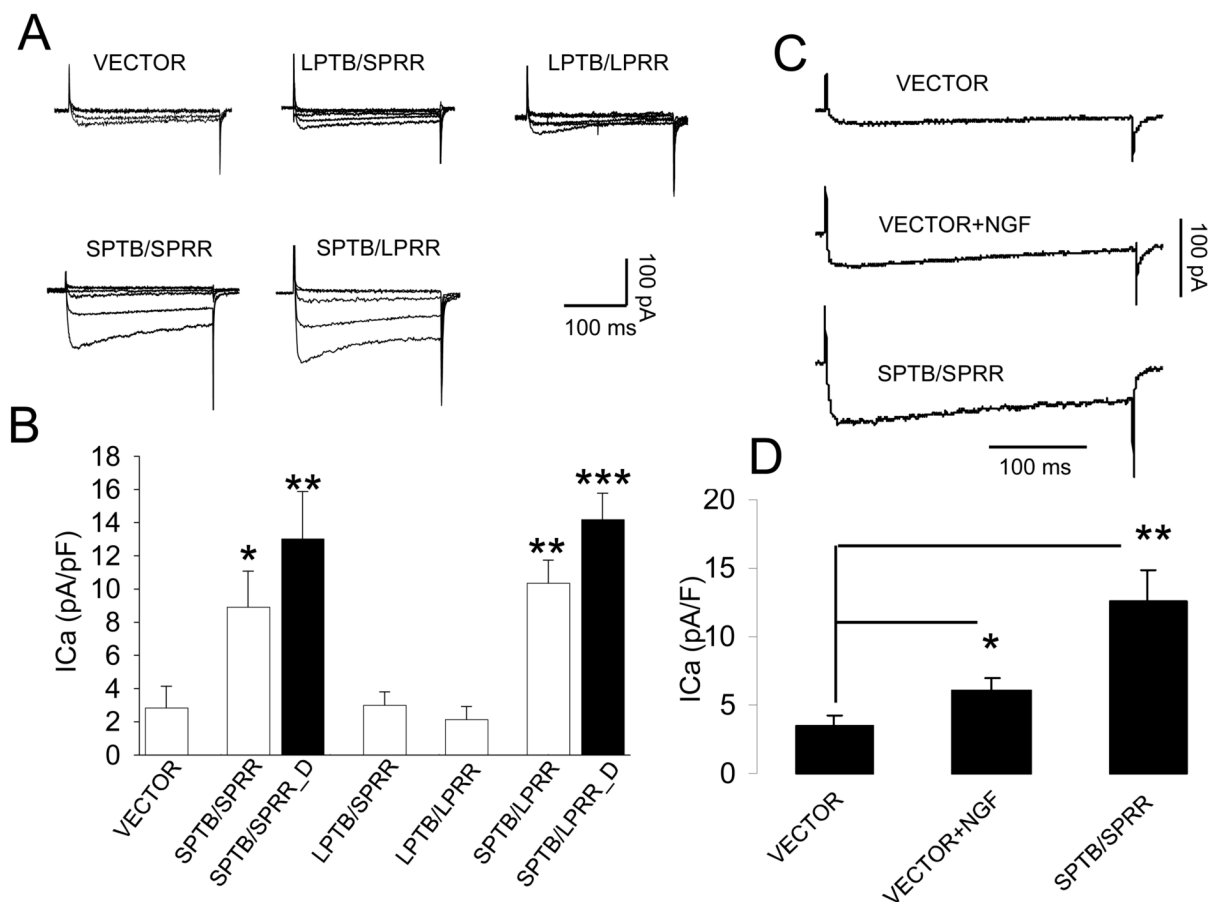 A
VECTOR
LPTB/SPRR
LPTB/LPRR
SPTB/SPRR
SPTB/LPRR
100 pA
100 ms
B
ICa (pA/pF)
18
16
14
12
10
8
6
4
2
0
*
**
**
***
VECTOR
SPTB/SPRR
SPTB/SPRR_D
LPTB/SPRR
LPTB/LPRR
SPTB/LPRR
SPTB/LPRR_D
C
VECTOR
VECTOR+NGF
100 pA
SPTB/SPRR
100 ms
D
ICa (pA/F)
20
15
10
5
0
*
**
VECTOR
VECTOR+NGF
SPTB/SPRR